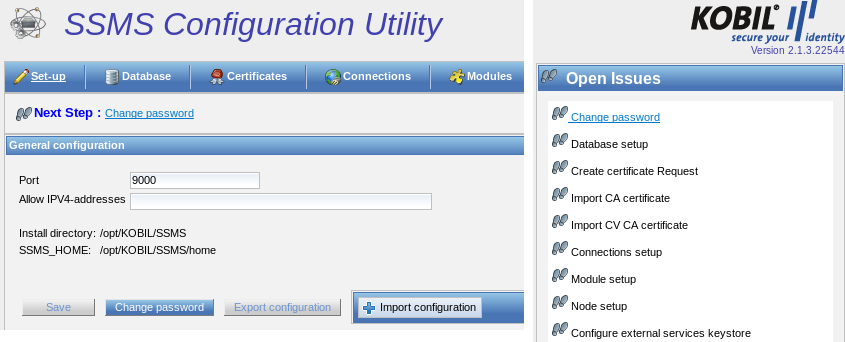 SSMS Configuration Utility
Set-up Database Certificates Connections Modules
Next Step : Change password
General configuration
Port 9000
Allow IPV4-addresses
Install directory: /opt/KOBIL/SSMS
SSMS_HOME: /opt/KOBIL/SSMS/home
Save Change password Export configuration Import configuration
KOBIL®
secure your identity
Version 2.1.3.22544
Open Issues
Change password
Database setup
Create certificate Request
Import CA certificate
Import CV CA certificate
Connections setup
Module setup
Node setup
Configure external services keystore